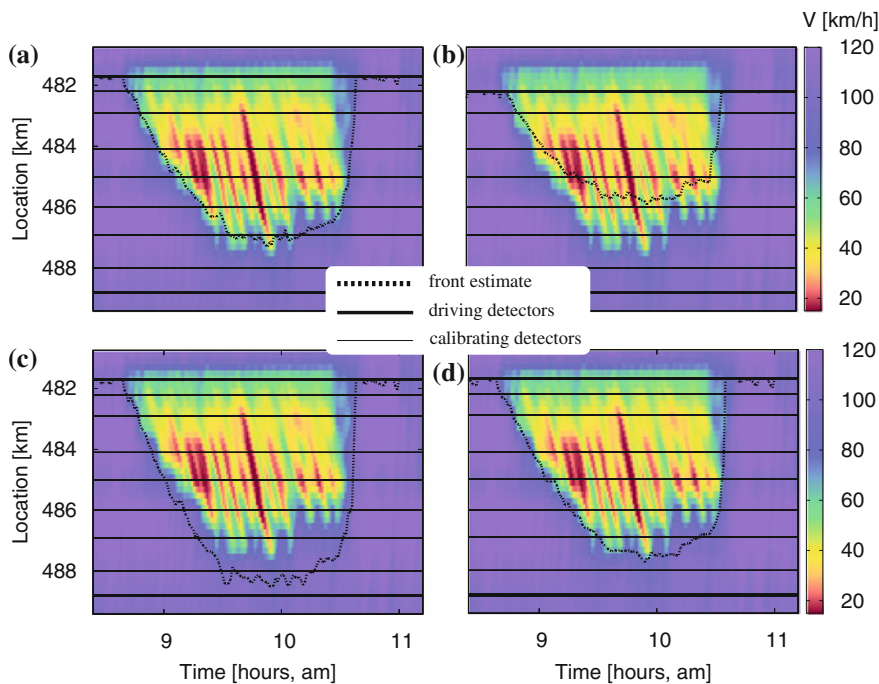 V [km/h]
(a)
(b)
482
484
486
488
Location [km]
120
100
80
60
40
20
front estimate
driving detectors
calibrating detectors
(c)
(d)
482
484
486
488
Location [km]
120
100
80
60
40
20
9
10
11
9
10
11
Time [hours, am]
Time [hours, am]